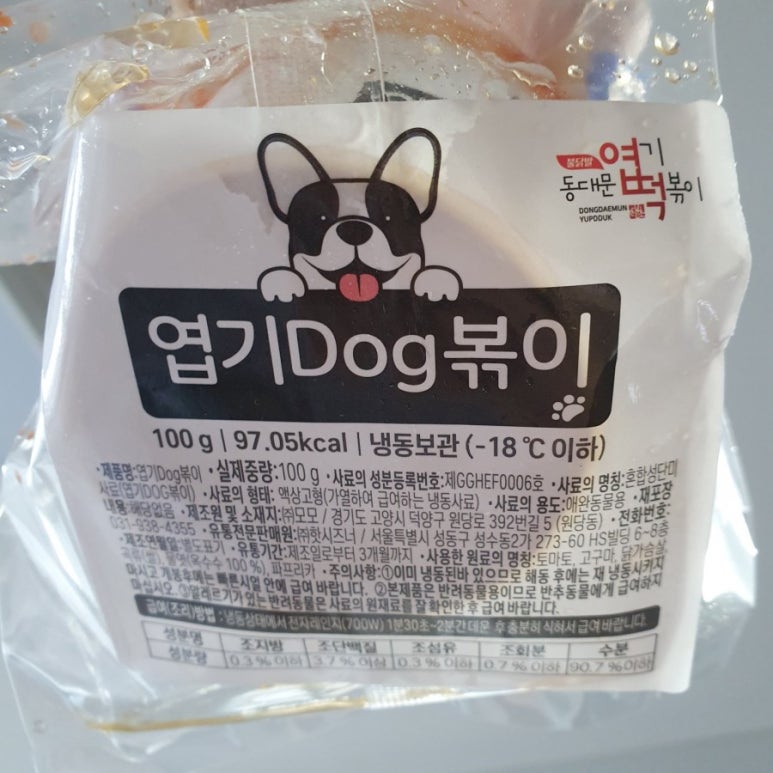 불닭발
엽기
동대문 떡볶이
DONGDAEMUN
YUPODUK
엽기Dog볶이
100 g | 97.05kcal | 냉동보관 (-18 ℃ 이하)
·제품명:엽기Dog볶이 ·실제중량:100 g ·사료의 성분등록번호:제GGHEF0006호 ·사료의 명칭:혼합성단미
사료(엽기DOG볶이) ·사료의 형태: 액상고형(가열하여 급여하는 냉동사료) ·사료의 용도:애완동물용 ·재포장
내용:해당없음 ·제조원 및 소재지:㈜모모 / 경기도 고양시 덕양구 원당로 392번길 5 (원당동) ·전화번호:
031-938-4355 ·유통전문판매원:㈜핫시즈너 / 서울특별시 성동구 성수동2가 273-60 HS빌딩 6-8층
·제조연월일:별도표기 ·유통기간:제조일로부터 3개월까지 ·사용한 원료의 명칭:토마토, 고구마, 닭가슴살,
100 %), 파프리카 ·주의사항:①이미 냉동된바 있으므로 해동 후에는 재 냉동시키지
마시고 개봉후에는 빠른시일 안에 급여 바랍니다. ②본제품은 반려동물용이므로 반추동물에게 급여하지
마십시오. ③알레르기가 있는 반려동물은 사료의 원재료를 잘 확인한 후 급여 바랍니다.
급여(조리)방법 : 냉동상태에서 전자레인지(700W) 1분30초~2분간 데운 후 충분히 식혀서 급여 바랍니다.
성분명 조지방 조단백질 조섬유 조회분 수분
성분량 0.3 % 이하 3.7 % 이상 0.3 % 이하 0.7 % 이하 90.7 % 이하